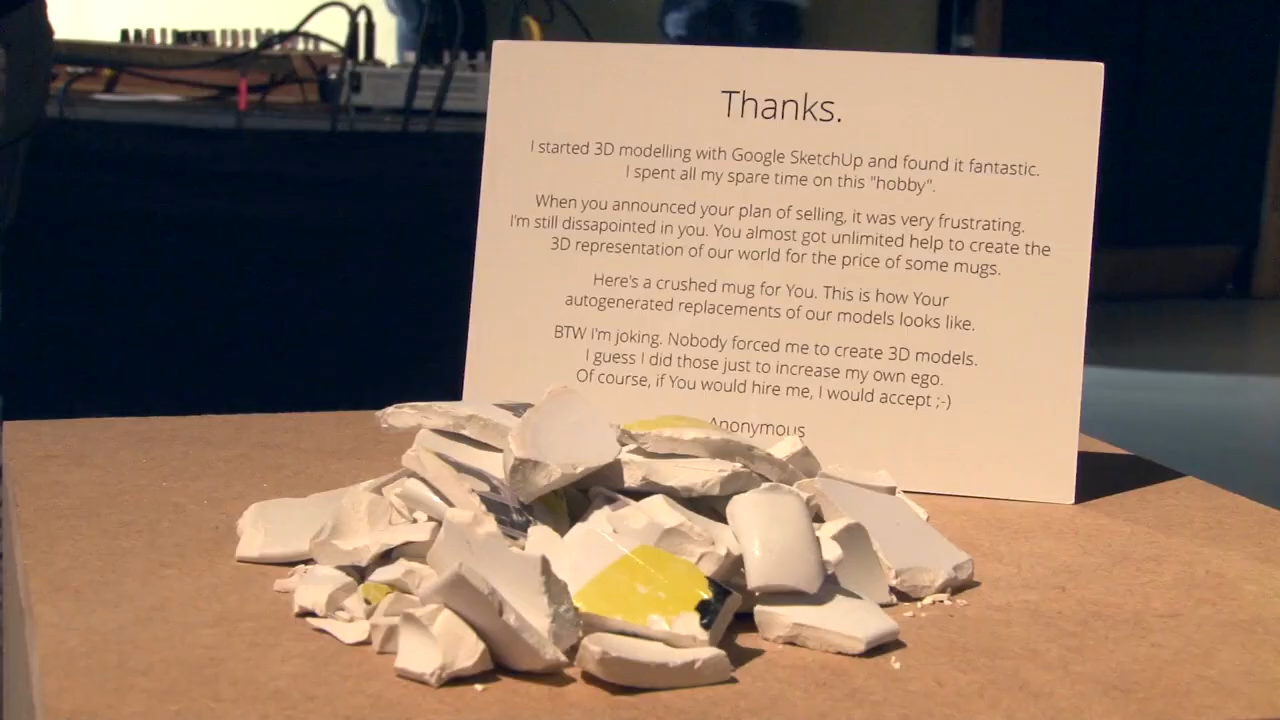 Thanks.
I started 3D modelling with Google SketchUp and found it fantastic.
I spent all my spare time on this "hobby".
When you announced your plan of selling, it was very frustrating.
I'm still dissapointed in you. You almost got unlimited help to create the
3D representation of our world for the price of some mugs.
Here's a crushed mug for You. This is how Your
autogenerated replacements of our models looks like.
BTW I'm joking. Nobody forced me to create 3D models.
I guess I did those just to increase my own ego.
Of course, if You would hire me, I would accept ;-)
Anonymous